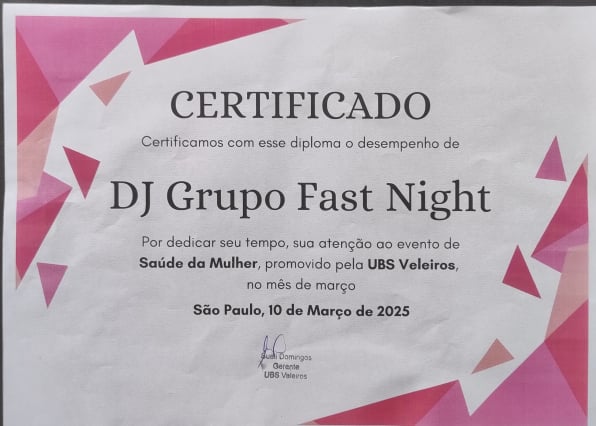 CERTIFICADO
Certificamos com esse diploma o desempenho de
DJ Grupo Fast Night
Por dedicar seu tempo, sua atenção ao evento de
Saúde da Mulher, promovido pela UBS Veleiros,
no mês de março
São Paulo, 10 de Março de 2025
Domingos
Gerente
UBS Veleiros